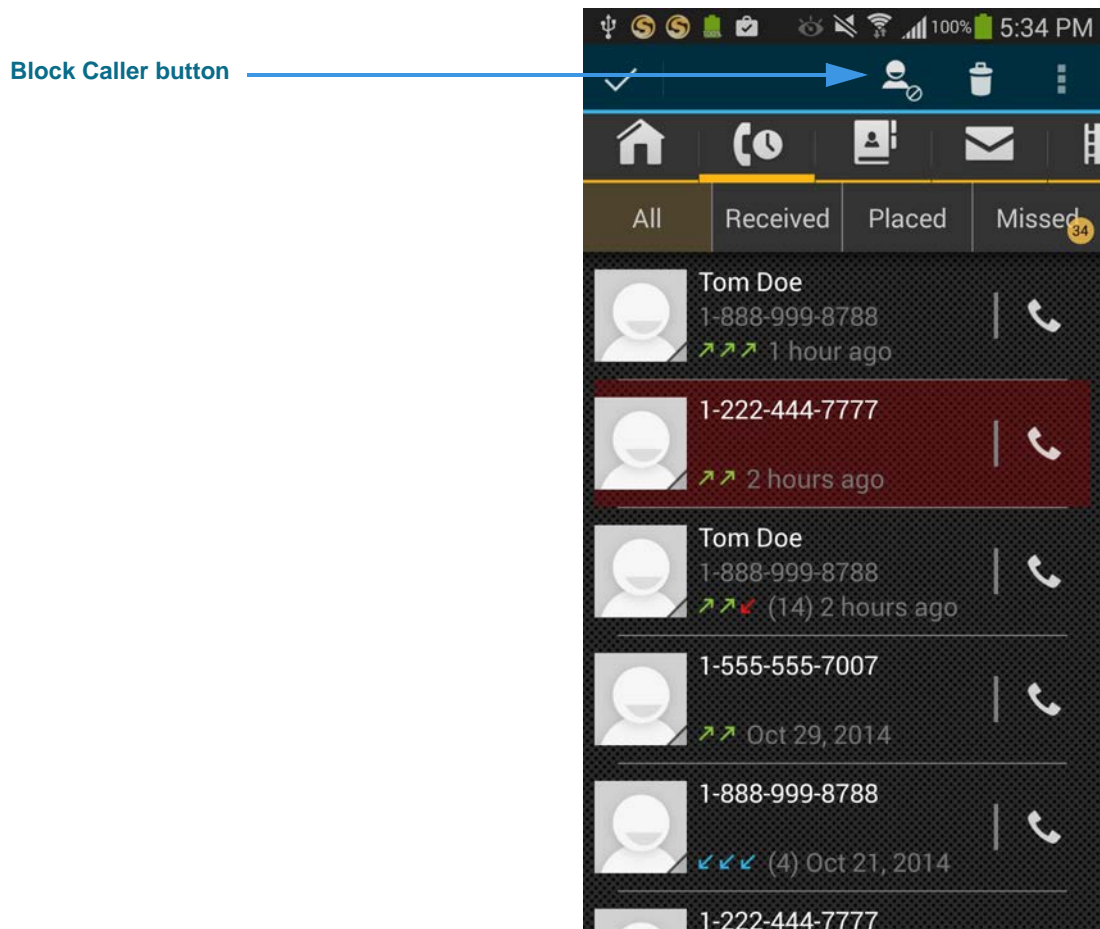 100% 5:34 PM
Block Caller button
All Received Placed Missed 34
Tom Doe
1-888-999-8788
1 hour ago
1-222-444-7777
2 hours ago
Tom Doe
1-888-999-8788
(14) 2 hours ago
1-555-555-7007
Oct 29, 2014
1-888-999-8788
(4) Oct 21, 2014
1-222-444-7777